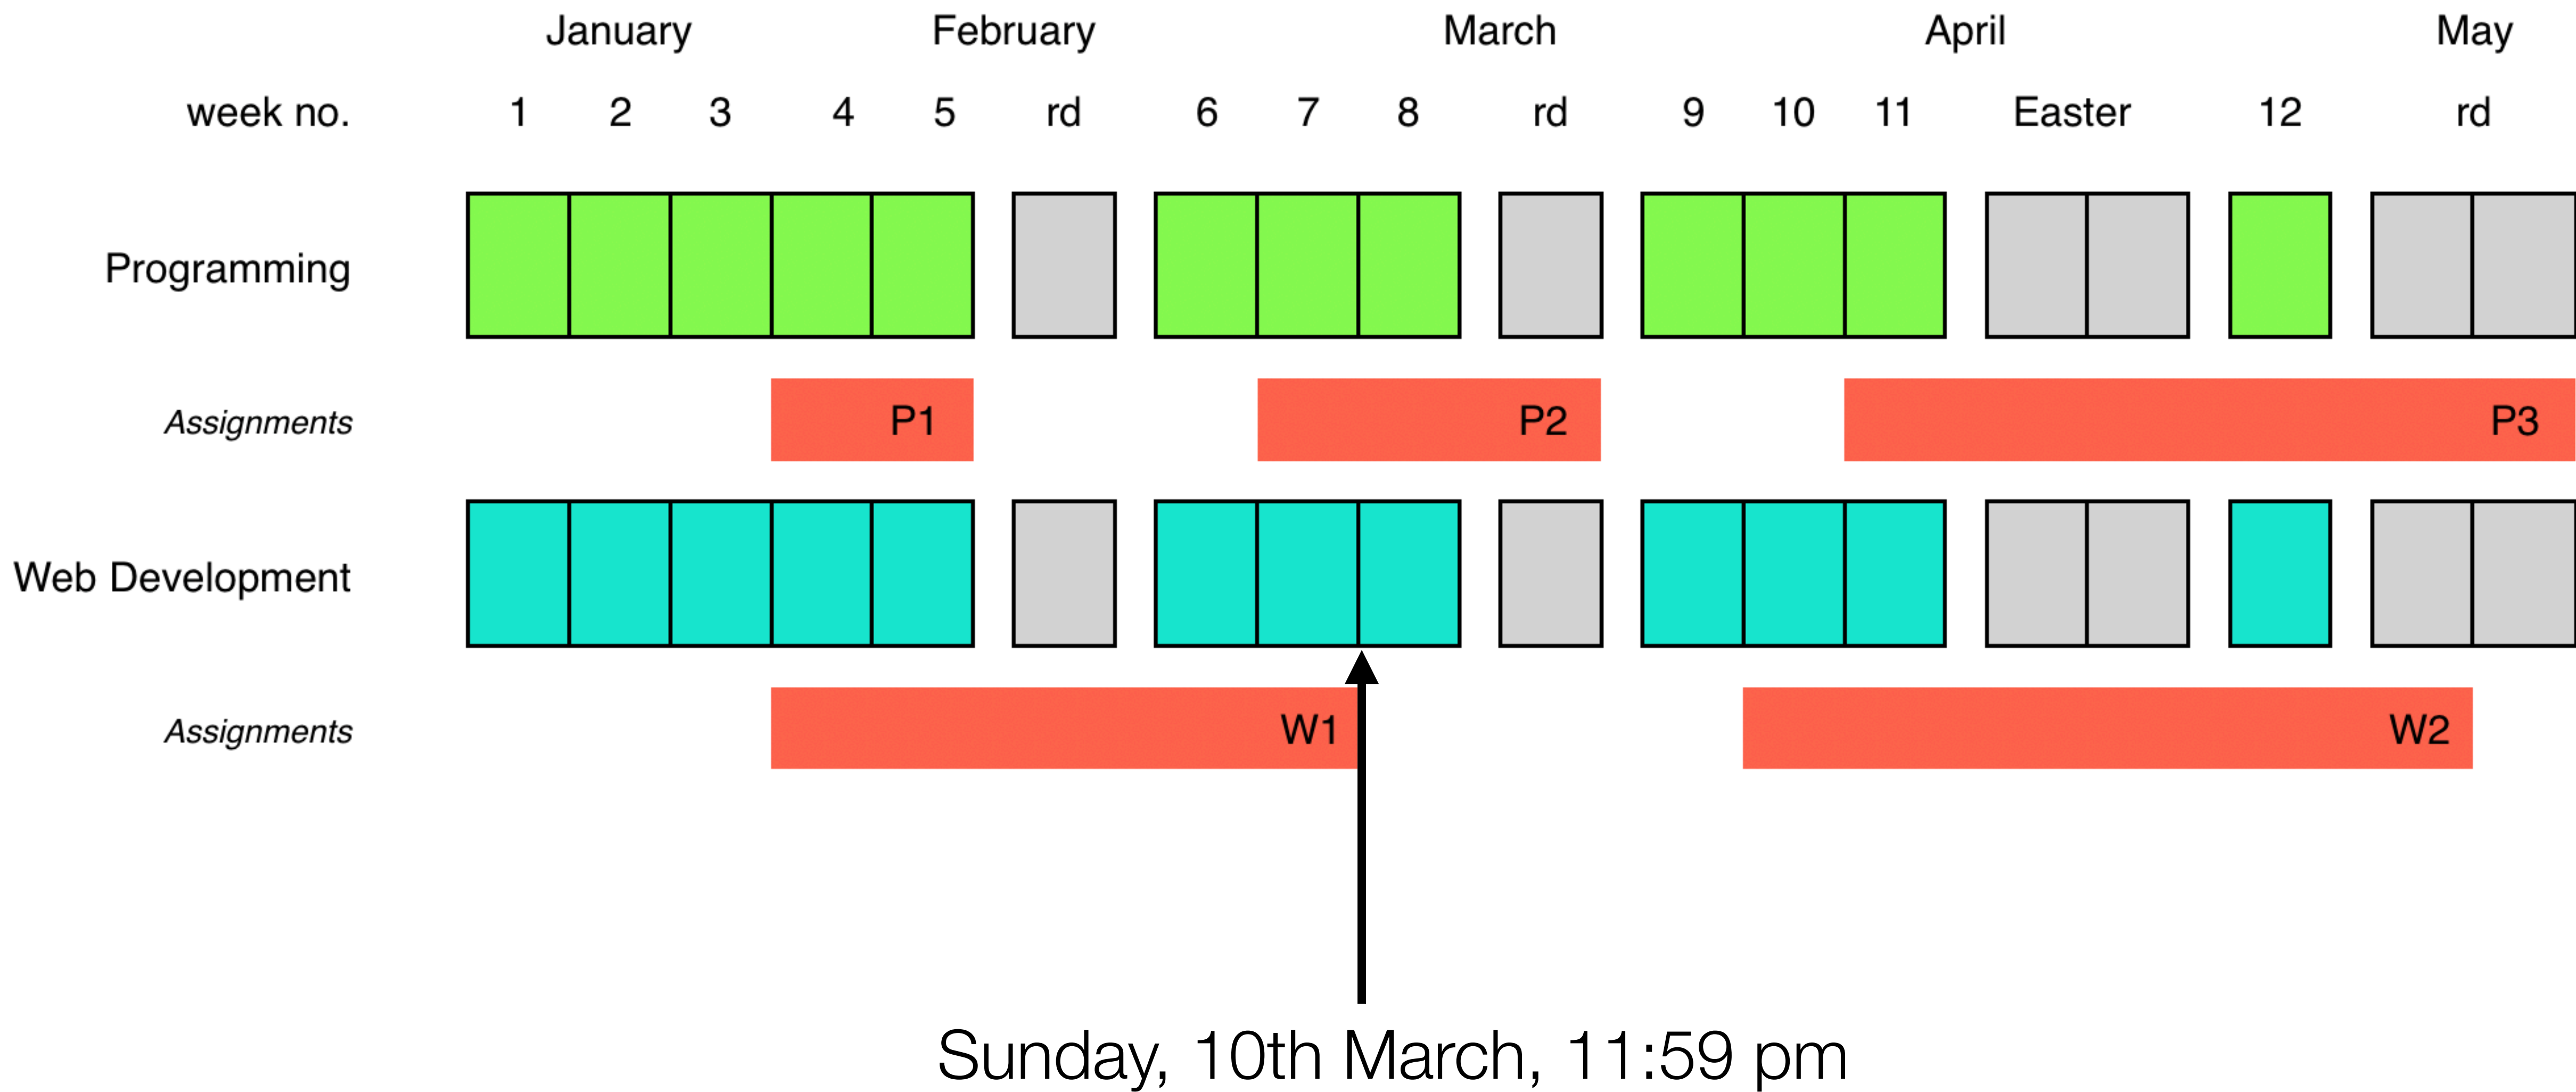 January February March April May
week no. 1 2 3 4 5 rd 6 7 8 rd 9 10 11 Easter 12 rd
Programming
Assignments P1 P2 P3
Web Development
Assignments W1 W2
Sunday, 10th March, 11:59 pm